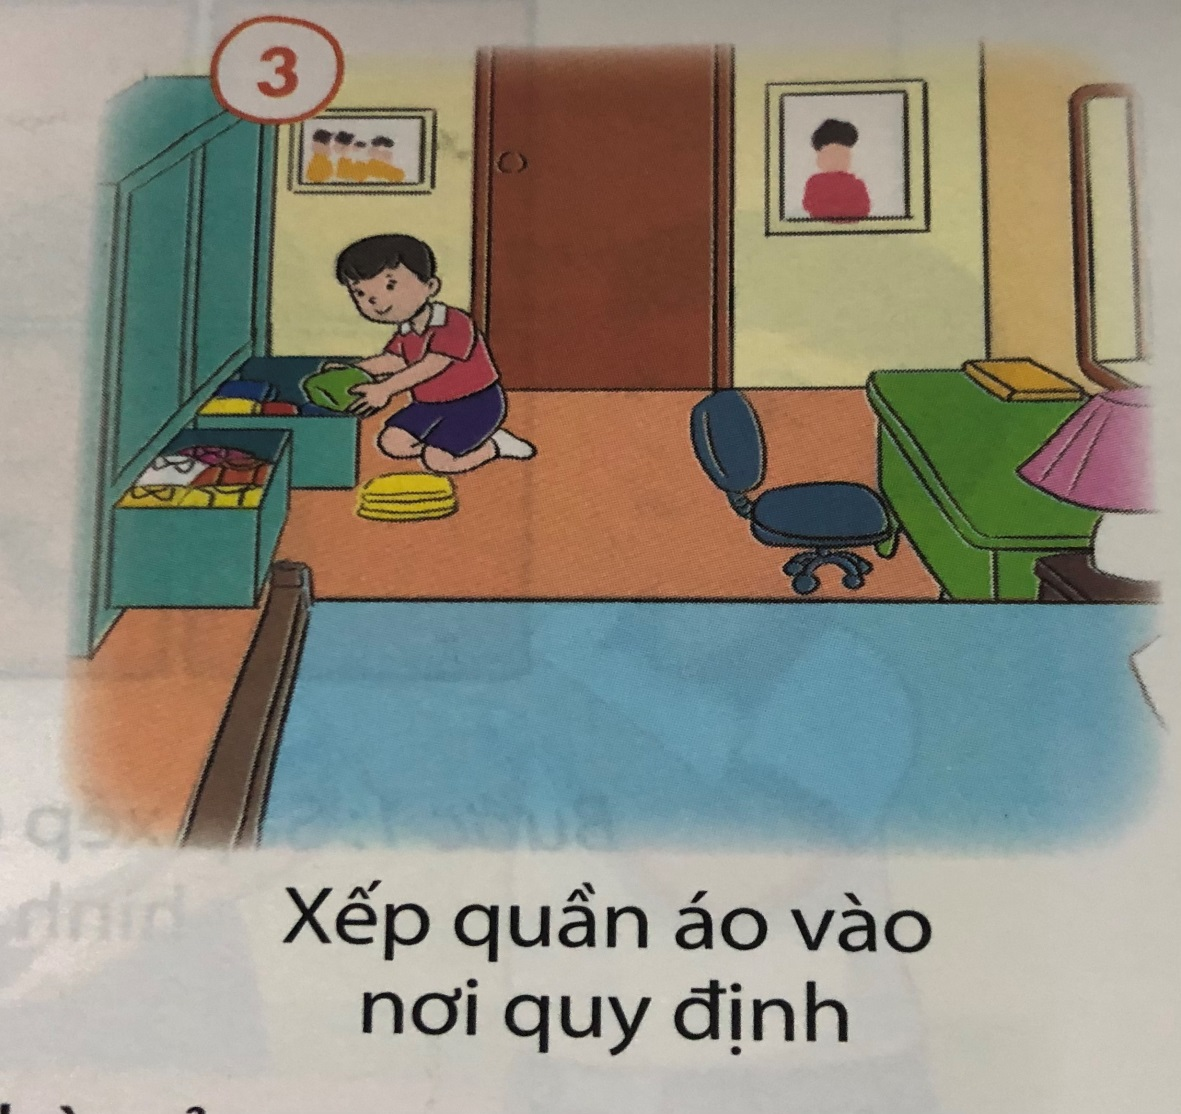 3
Xếp quần áo vào
nơi quy định